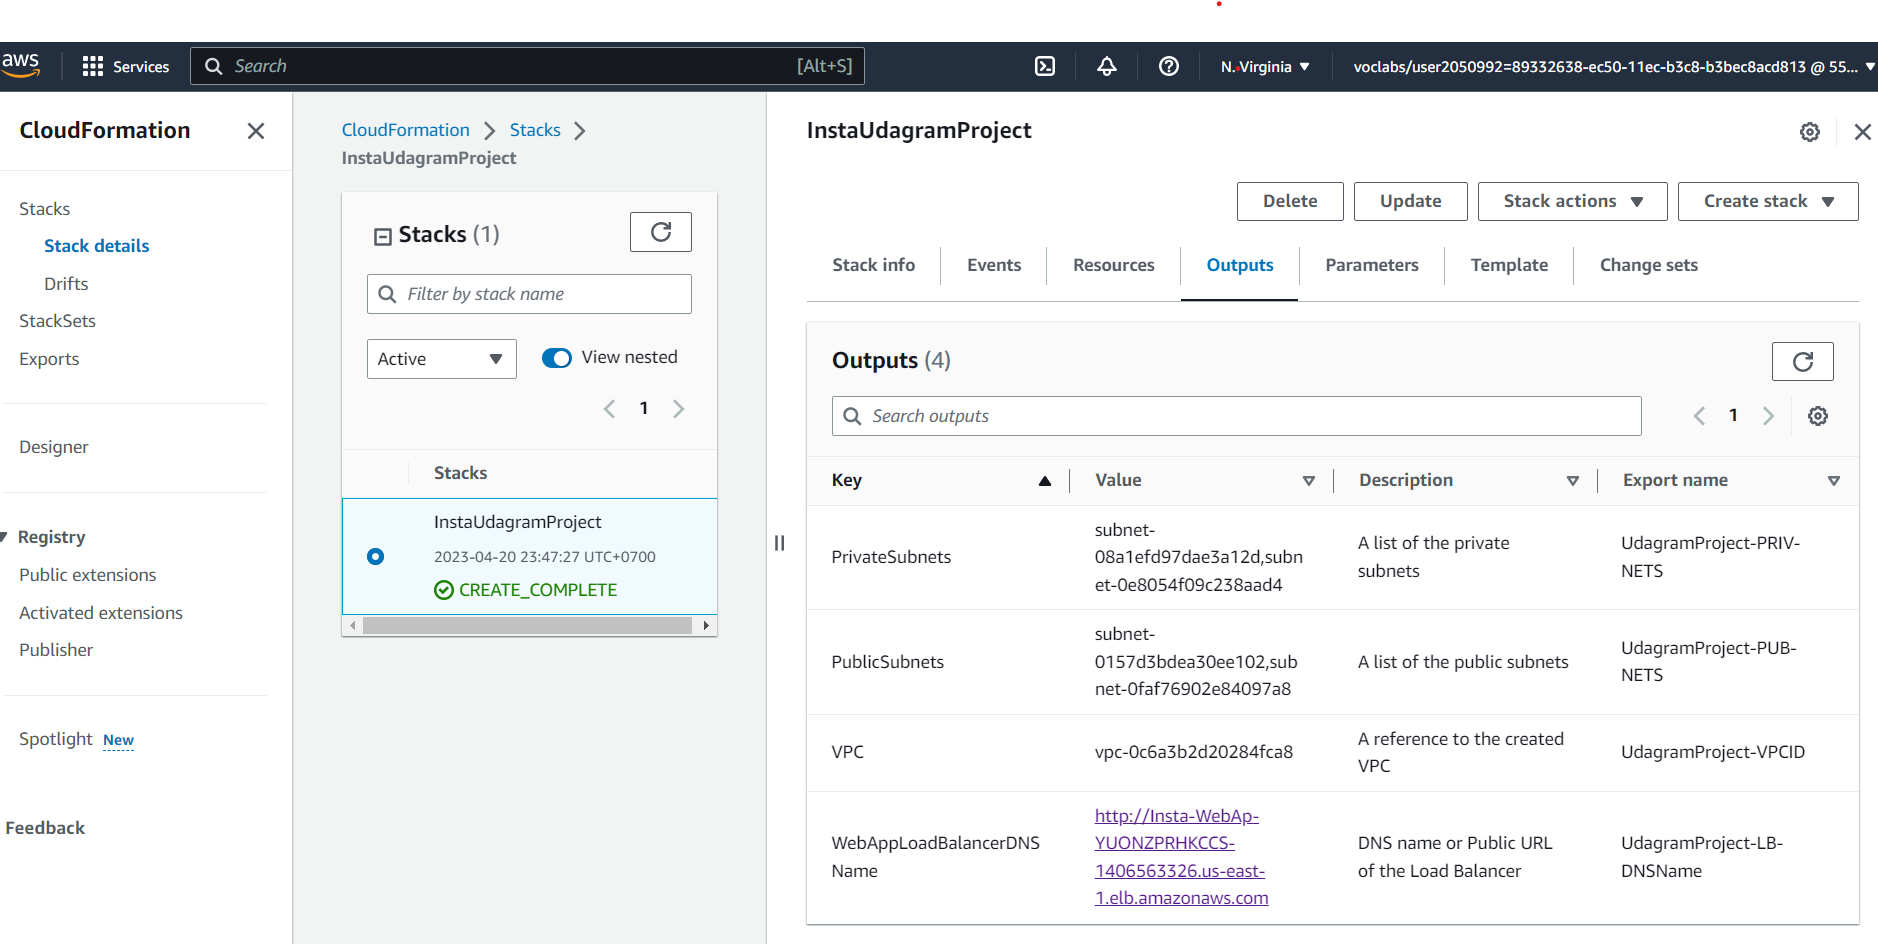 aws
Services
Search
[Alt+S]
N. Virginia
voclabs/user2050992=89332638-ec50-11ec-b3c8-b3bec8acd813 @ 55...
CloudFormation
Stacks
Stack details
Drifts
StackSets
Exports
Designer
Registry
Public extensions
Activated extensions
Publisher
Spotlight New
Feedback
CloudFormation
Stacks
InstaUdagramProject
Stacks (1)
Filter by stack name
Active
View nested
1
Stacks
InstaUdagramProject
2023-04-20 23:47:27 UTC+0700
CREATE_COMPLETE
InstaUdagramProject
Delete
Update
Stack actions
Create stack
Stack info
Events
Resources
Outputs
Parameters
Template
Change sets
Outputs (4)
Search outputs
1
Key
Value
Description
Export name
PrivateSubnets
subnet-
08a1efd97dae3a12d,subn
et-0e8054f09c238aad4
A list of the private
subnets
UdagramProject-PRIV-
NETS
PublicSubnets
subnet-
0157d3bdea30ee102,sub
net-0faf76902e84097a8
A list of the public subnets
UdagramProject-PUB-
NETS
VPC
vpc-0c6a3b2d20284fca8
A reference to the created
VPC
UdagramProject-VPCID
WebAppLoadBalancerDNS
Name
http://Insta-WebAp-
YUONZPRHKCCS-
1406563326.us-east-
1.elb.amazonaws.com
DNS name or Public URL
of the Load Balancer
UdagramProject-LB-
DNSName